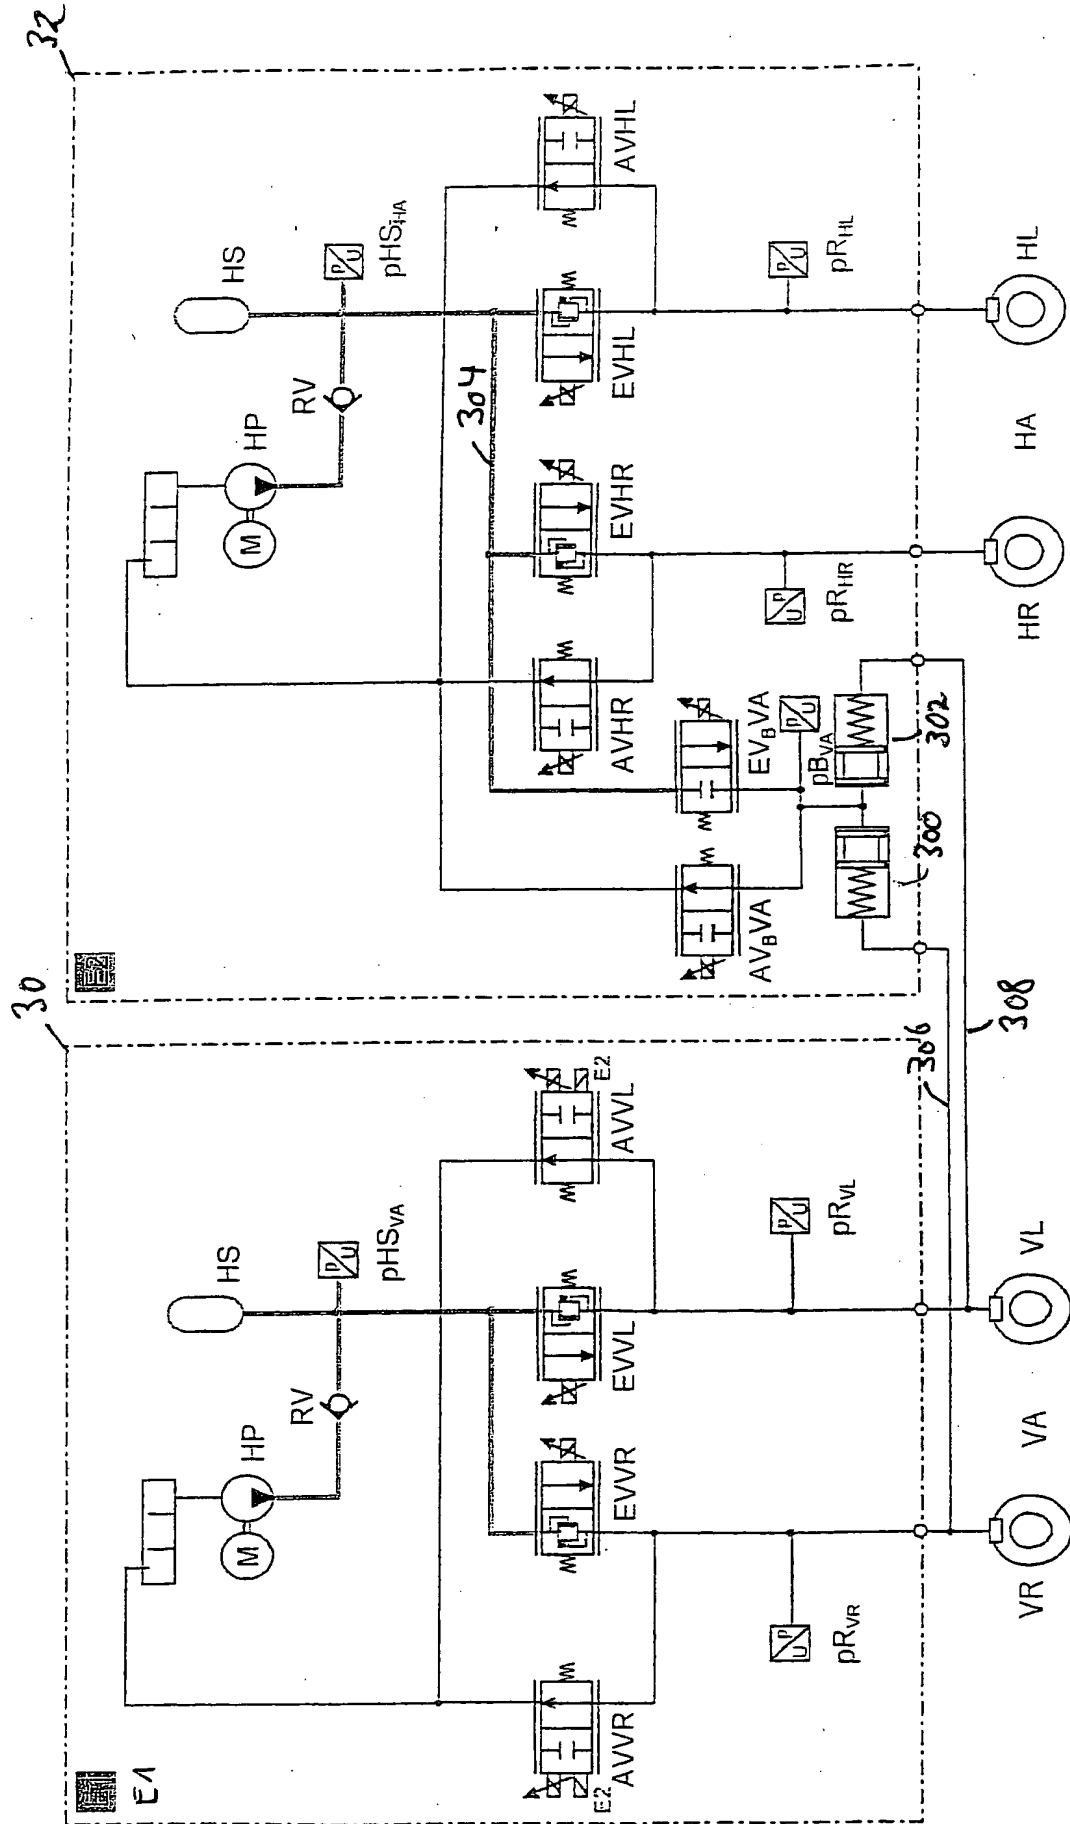 32
HS
pHS_HA
RV
HP
M
P/U
304
AVHL
EVHL
EVHR
AVHR
EV_BVA
AV_BVA
P/U
pB_VA
302
300
P/U
pR_HL
P/U
pR_HR
HL
HA
HR
E2
308
306
30
HS
pHS_VA
RV
HP
M
P/U
E2
AVVL
EVVL
EVVR
AVVR
E2
P/U
pR_VL
P/U
pR_VR
VL
VA
VR
E1